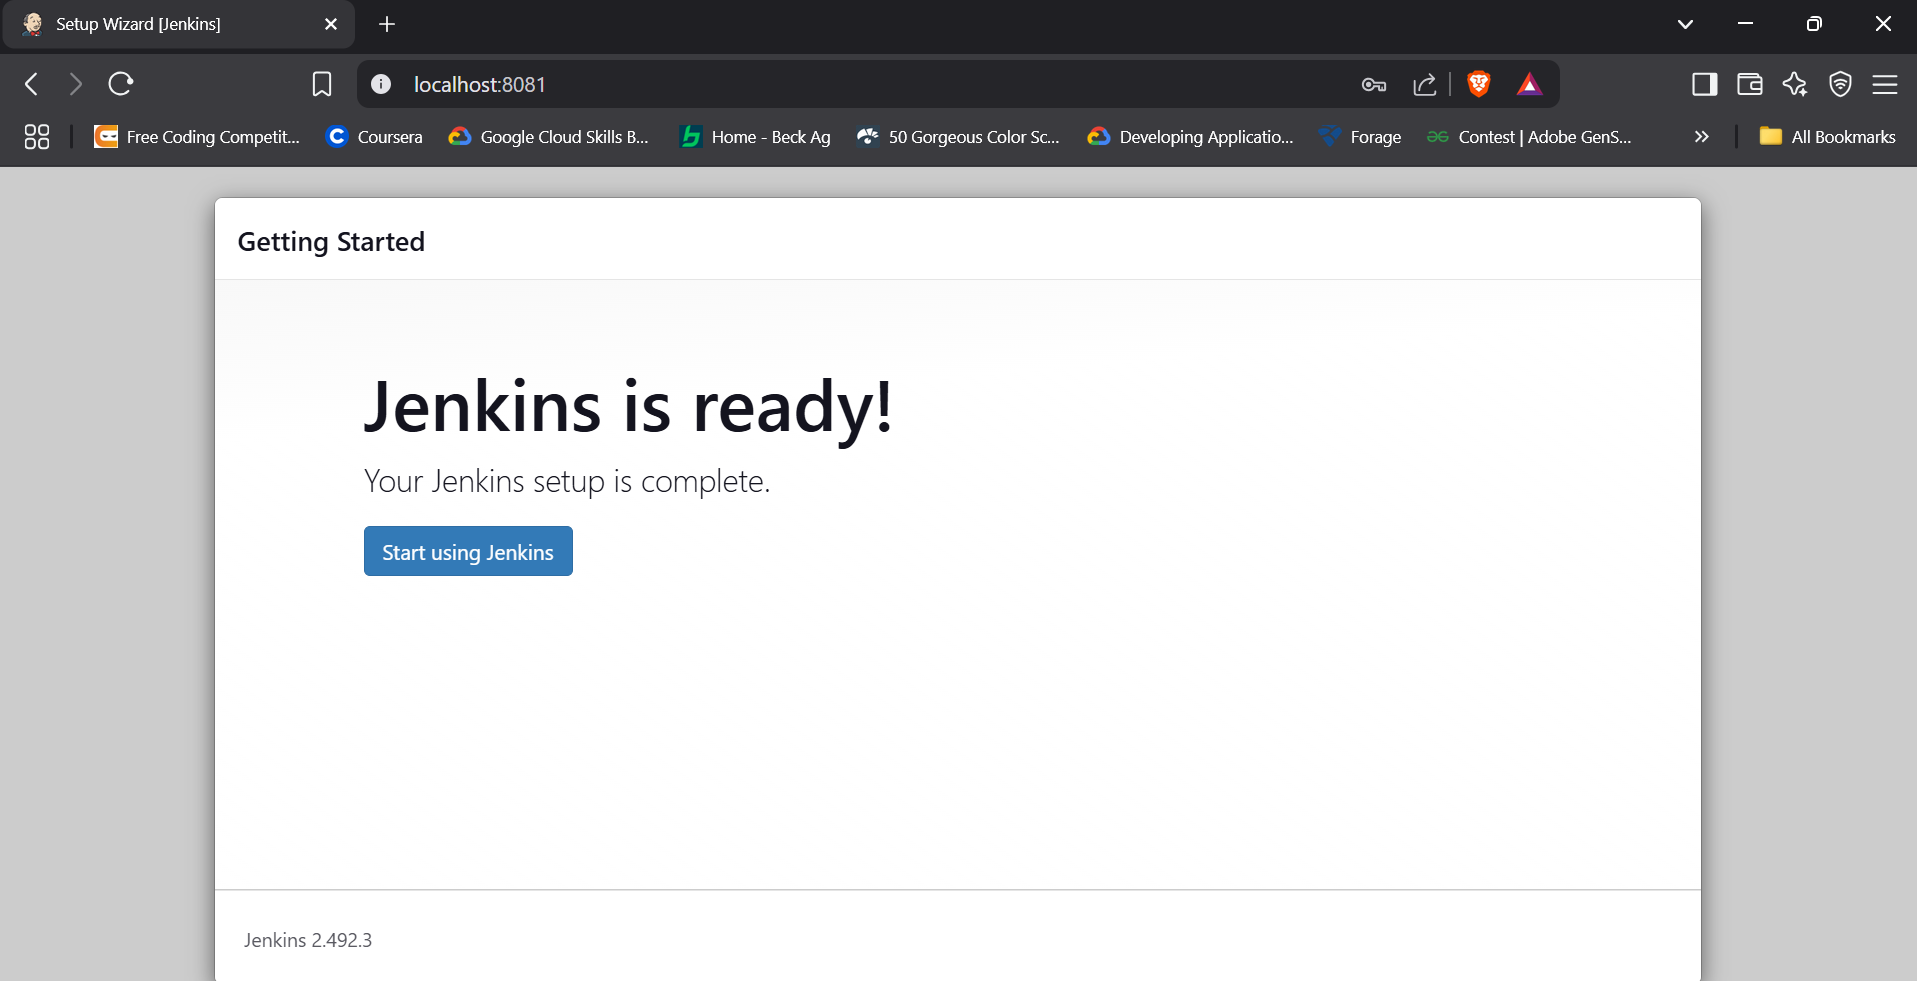 Setup Wizard [Jenkins]
localhost:8081
Free Coding Competit...
Coursera
Google Cloud Skills B...
Home - Beck Ag
50 Gorgeous Color Sc...
Developing Applicatio...
Forage
Contest | Adobe GenS...
All Bookmarks
Getting Started
Jenkins is ready!
Your Jenkins setup is complete.
Start using Jenkins
Jenkins 2.492.3